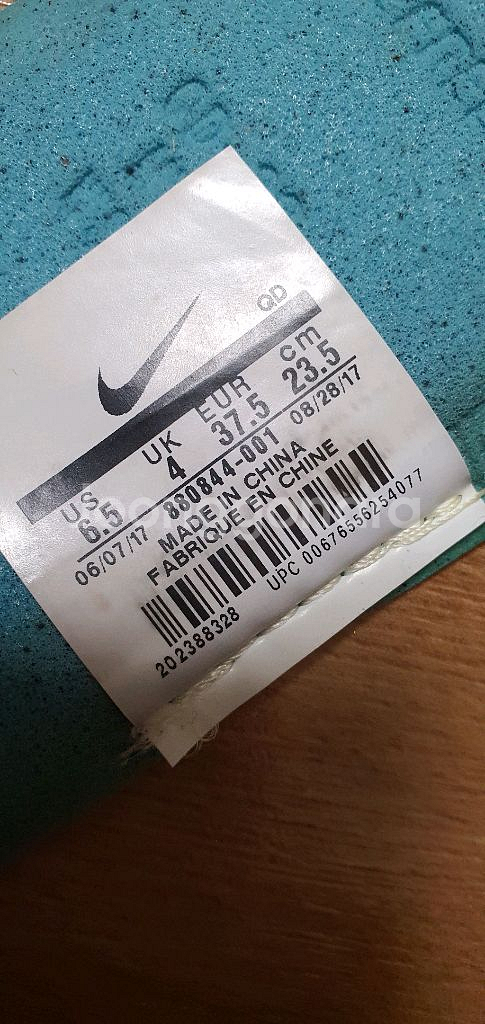 QD
US UK EUR cm
6.5 4 37.5 23.5
06/07/17 880844-001 08/28/17
MADE IN CHINA
FABRIQUE EN CHINE
202388328 UPC 00676556254077